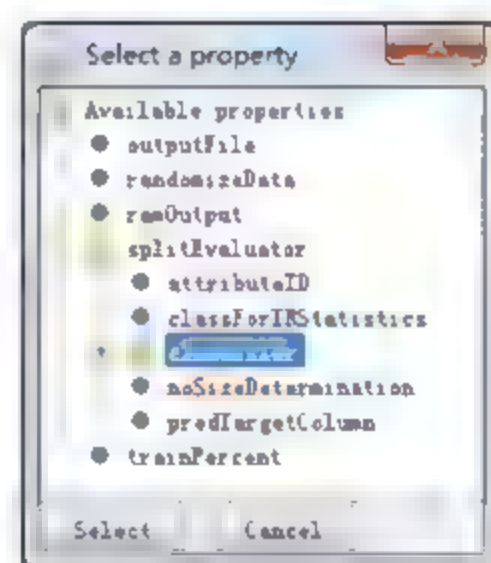 Select a property
Available properties
outputFile
randomizeData
rawOutput
splitEvaluator
attributeID
classForIRStatistics
noSizeDetermination
predTargetColumn
trainPercent
Select Cancel